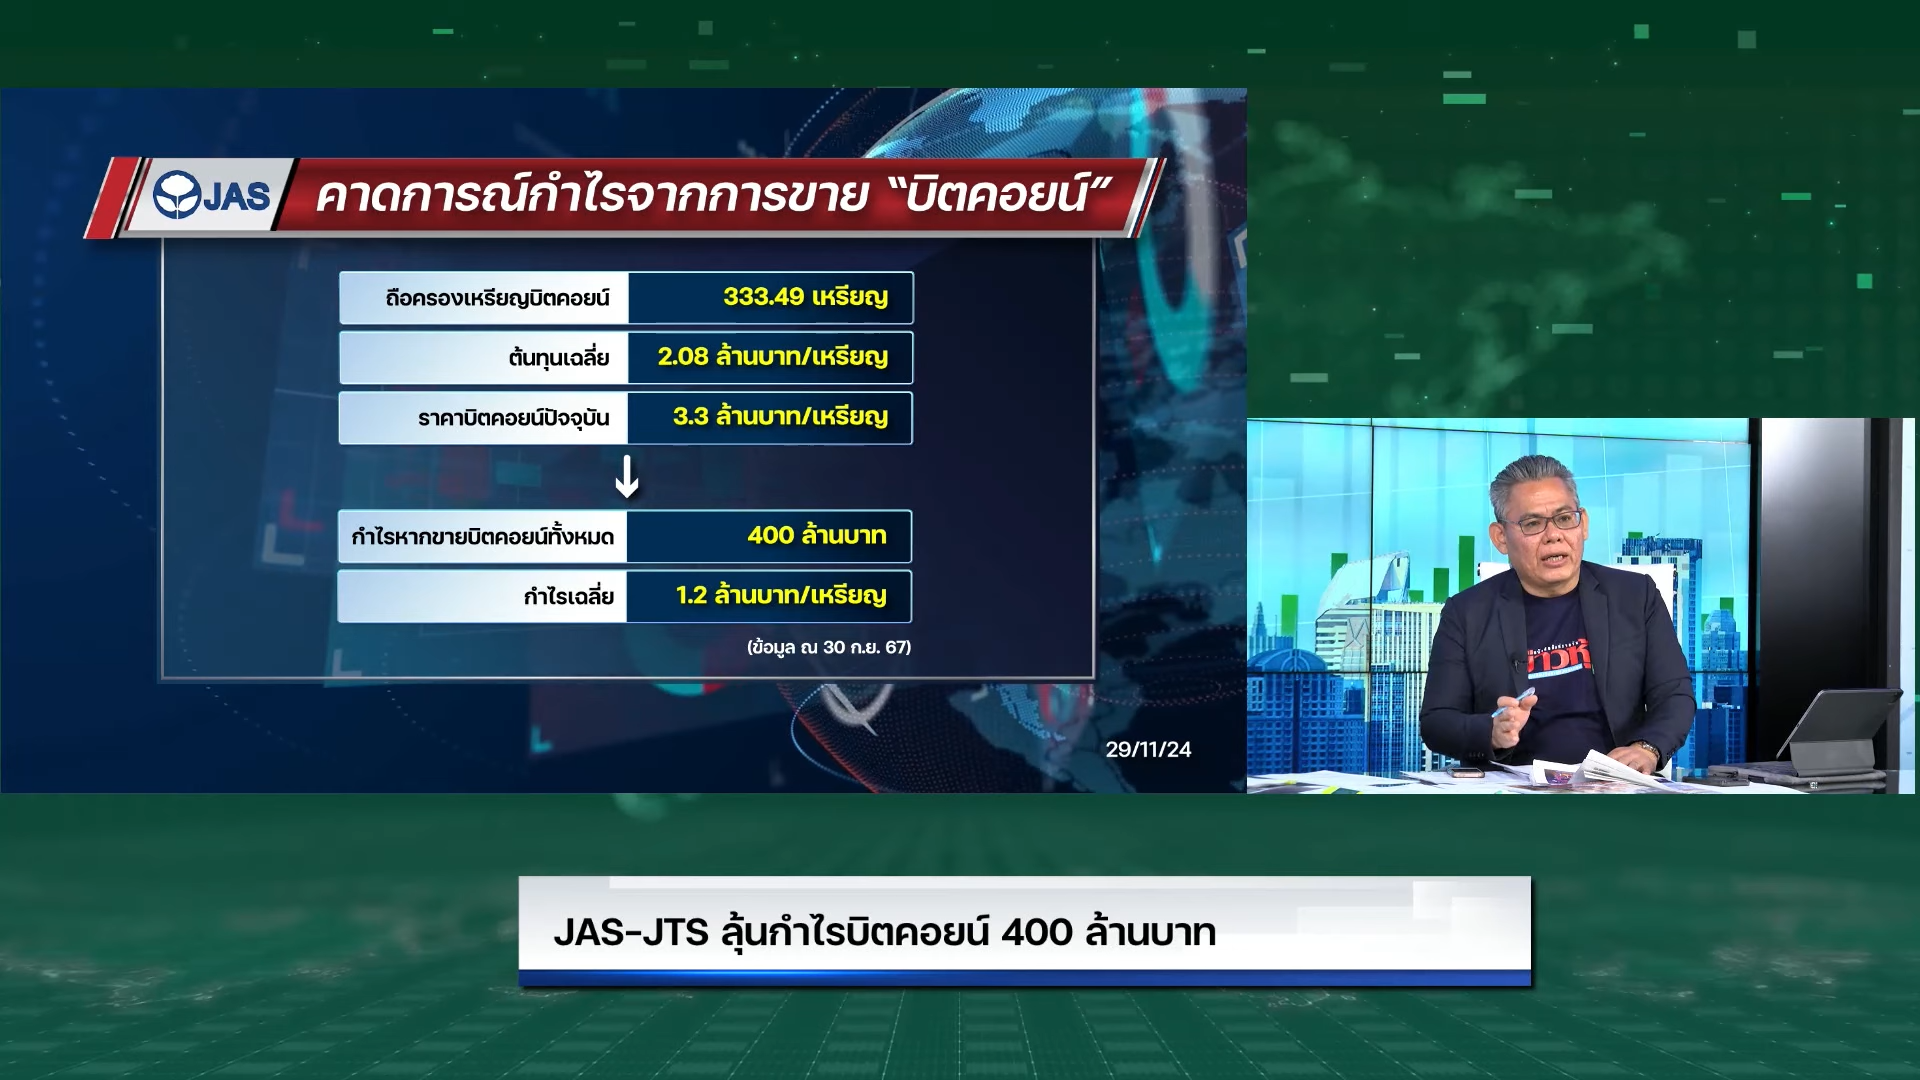 JAS
คาดการณ์กำไรจากการขาย “บิตคอยน์”
ถือครองเหรียญบิตคอยน์ 333.49 เหรียญ
ต้นทุนเฉลี่ย 2.08 ล้านบาท/เหรียญ
ราคาบิตคอยน์ปัจจุบัน 3.3 ล้านบาท/เหรียญ
กำไรหากขายบิตคอยน์ทั้งหมด 400 ล้านบาท
กำไรเฉลี่ย 1.2 ล้านบาท/เหรียญ
(ข้อมูล ณ 30 ก.ย. 67)
29/11/24
JAS-JTS ลุ้นกำไรบิตคอยน์ 400 ล้านบาท